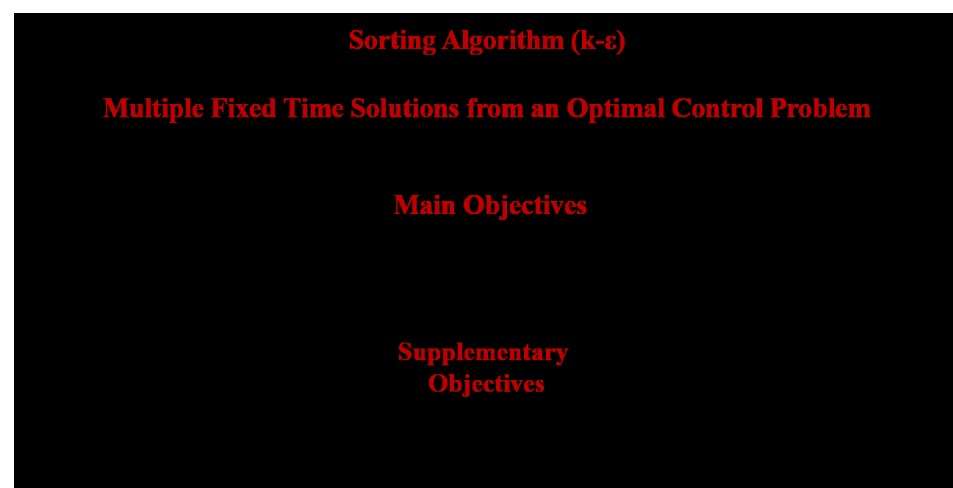 Sorting Algorithm (k-ε)
Multiple Fixed Time Solutions from an Optimal Control Problem
Main Objectives
Supplementary
Objectives